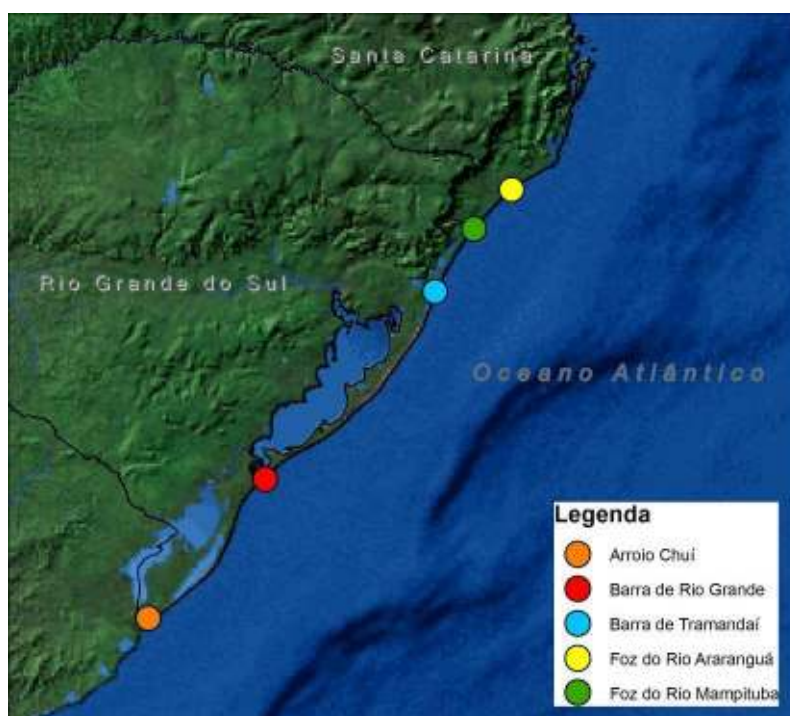 Santa Catarina
Rio Grande do Sul
Oceano Atlântico
Legenda
Arroio Chuí
Barra de Rio Grande
Barra de Tramandaí
Foz do Rio Araranguá
Foz do Rio Mampituba